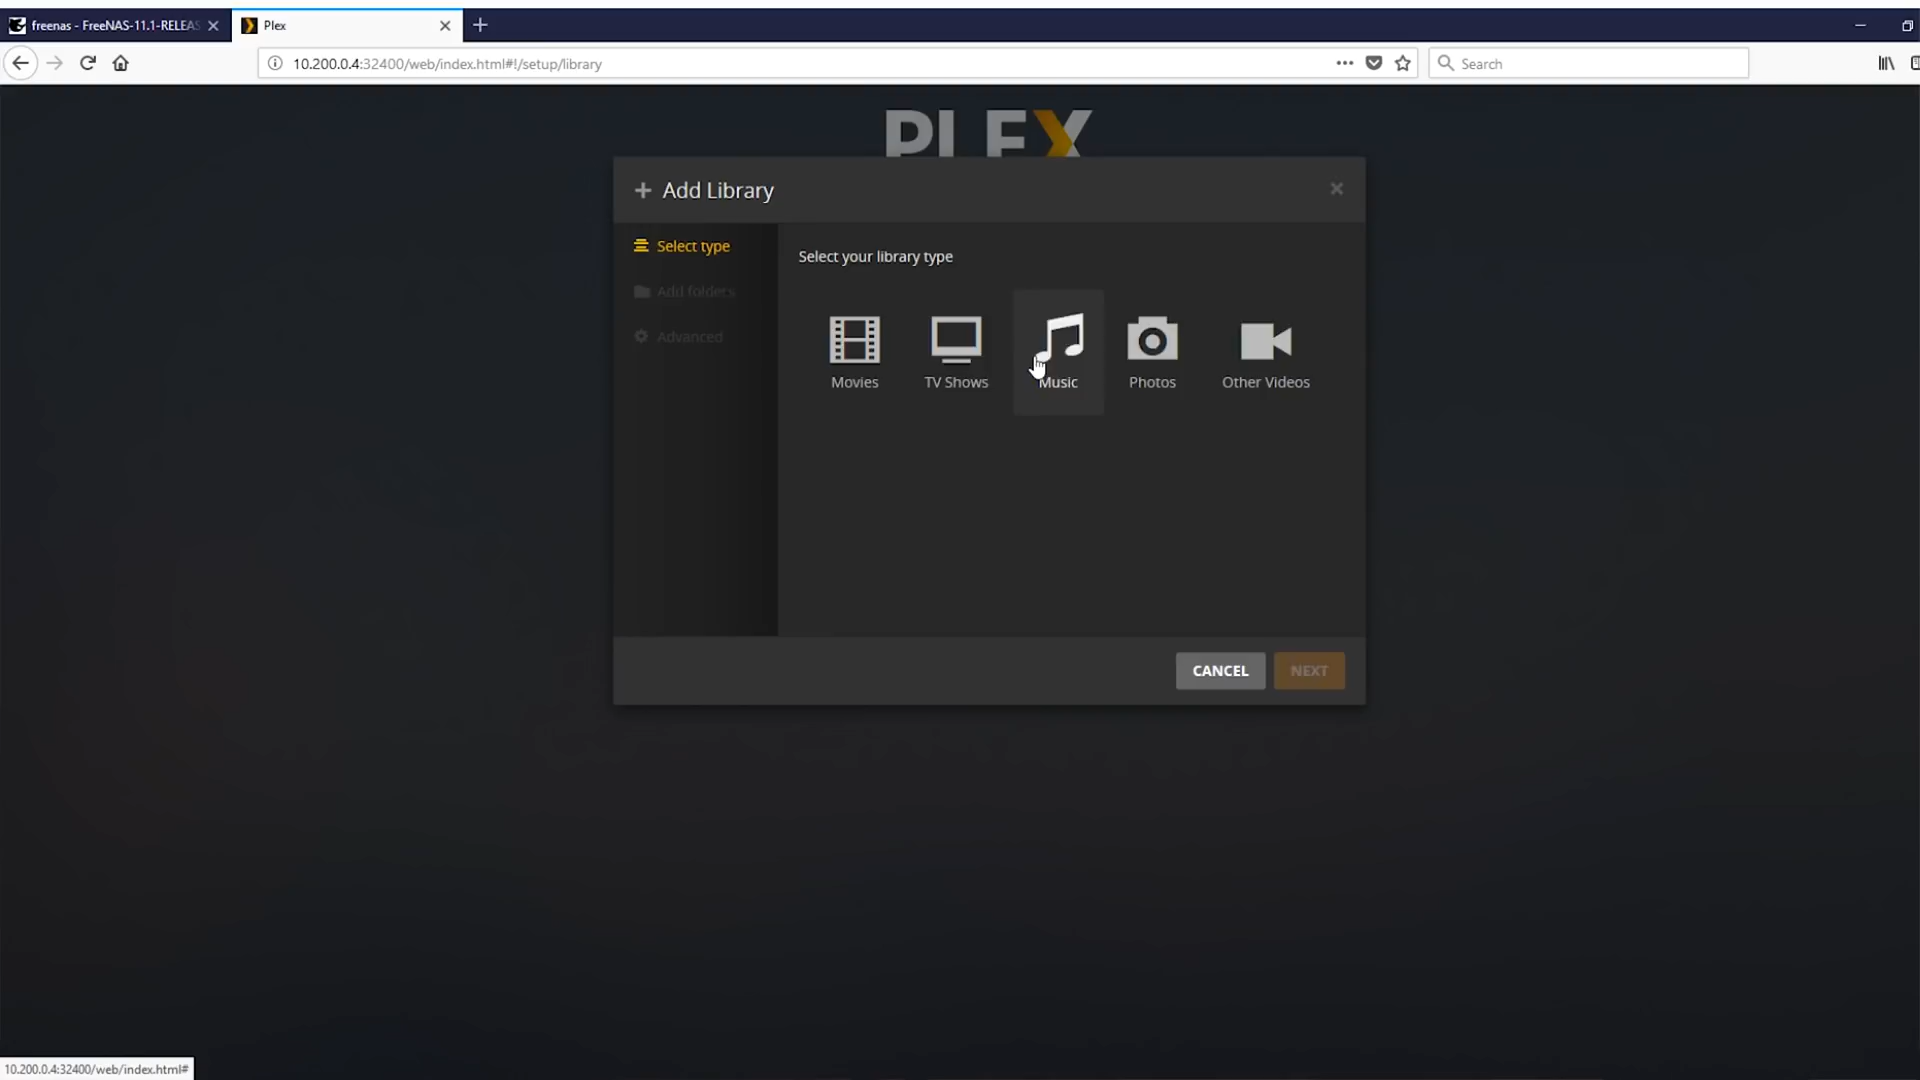 freenas - FreeNAS-11.1-RELEAS
Plex
10.200.0.4:32400/web/index.html#!/setup/library
Search
PLEX
Add Library
Select type
Add folders
Advanced
Select your library type
Movies
TV Shows
Music
Photos
Other Videos
CANCEL
NEXT
10.200.0.4:32400/web/index.html#